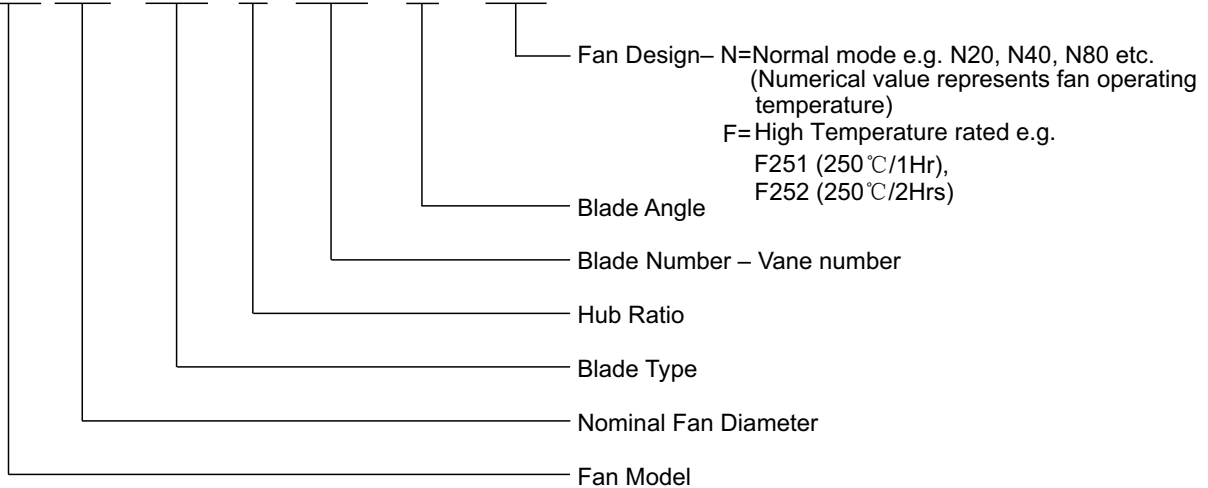 Fan Design– N=Normal mode e.g. N20, N40, N80 etc.
(Numerical value represents fan operating
temperature)
F=High Temperature rated e.g.
F251 (250℃/1Hr),
F252 (250℃/2Hrs)
Blade Angle
Blade Number – Vane number
Hub Ratio
Blade Type
Nominal Fan Diameter
Fan Model